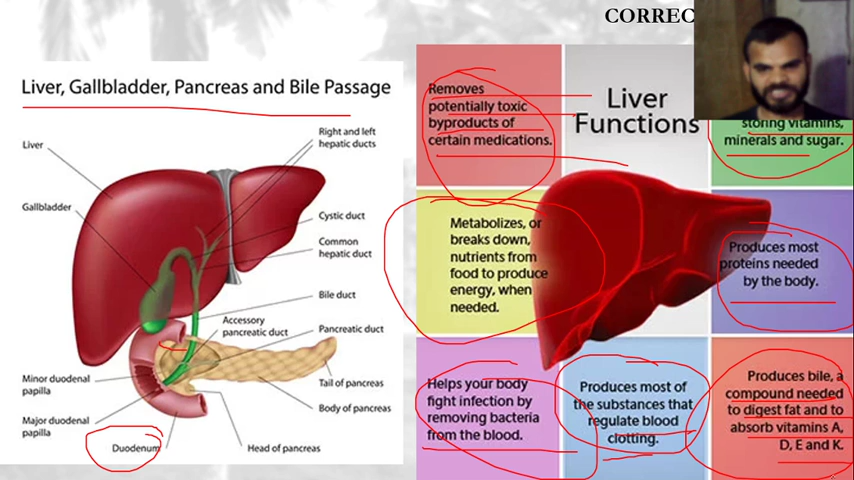 CORREC
Liver, Gallbladder, Pancreas and Bile Passage
Liver
Gallbladder
Right and left
hepatic ducts
Cystic duct
Common
hepatic duct
Bile duct
Accessory
pancreatic duct
Pancreatic duct
Minor duodenal
papilla
Major duodenal
papilla
Duodenum
Tail of pancreas
Body of pancreas
Head of pancreas
Removes
potentially toxic
byproducts of
certain medications.
Liver
Functions
storing vitamins,
minerals and sugar.
Metabolizes, or
breaks down,
nutrients from
food to produce
energy, when
needed.
Produces most
proteins needed
by the body.
Helps your body
fight infection by
removing bacteria
from the blood.
Produces most of
the substances that
regulate blood
clotting.
Produces bile, a
compound needed
to digest fat and to
absorb vitamins A,
D, E and K.